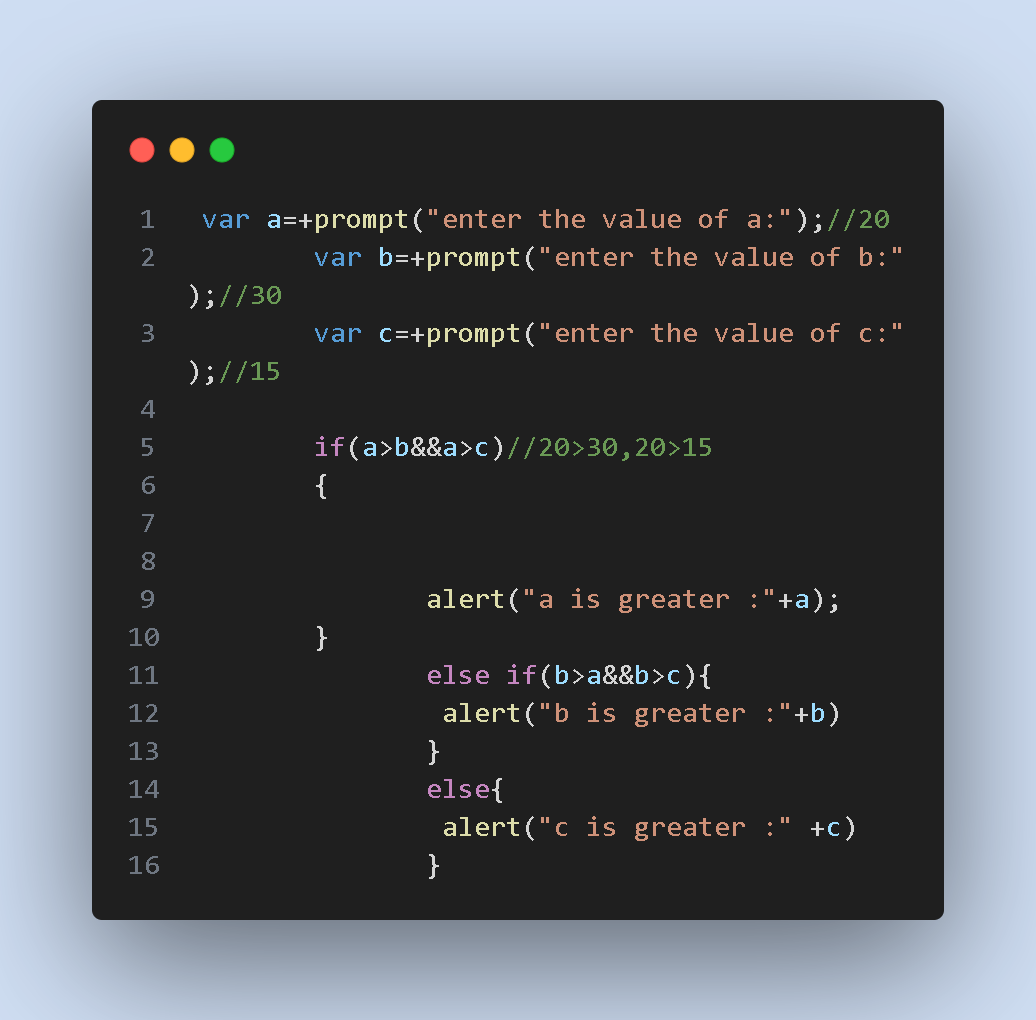 1 var a=+prompt("enter the value of a:");//20
2 var b=+prompt("enter the value of b:"
);//30
3 var c=+prompt("enter the value of c:"
);//15
4
5 if(a>b&&a>c)//20>30,20>15
6 {
7
8
9 alert("a is greater :"+a);
10 }
11 else if(b>a&&b>c){
12 alert("b is greater :"+b)
13 }
14 else{
15 alert("c is greater :" +c)
16 }